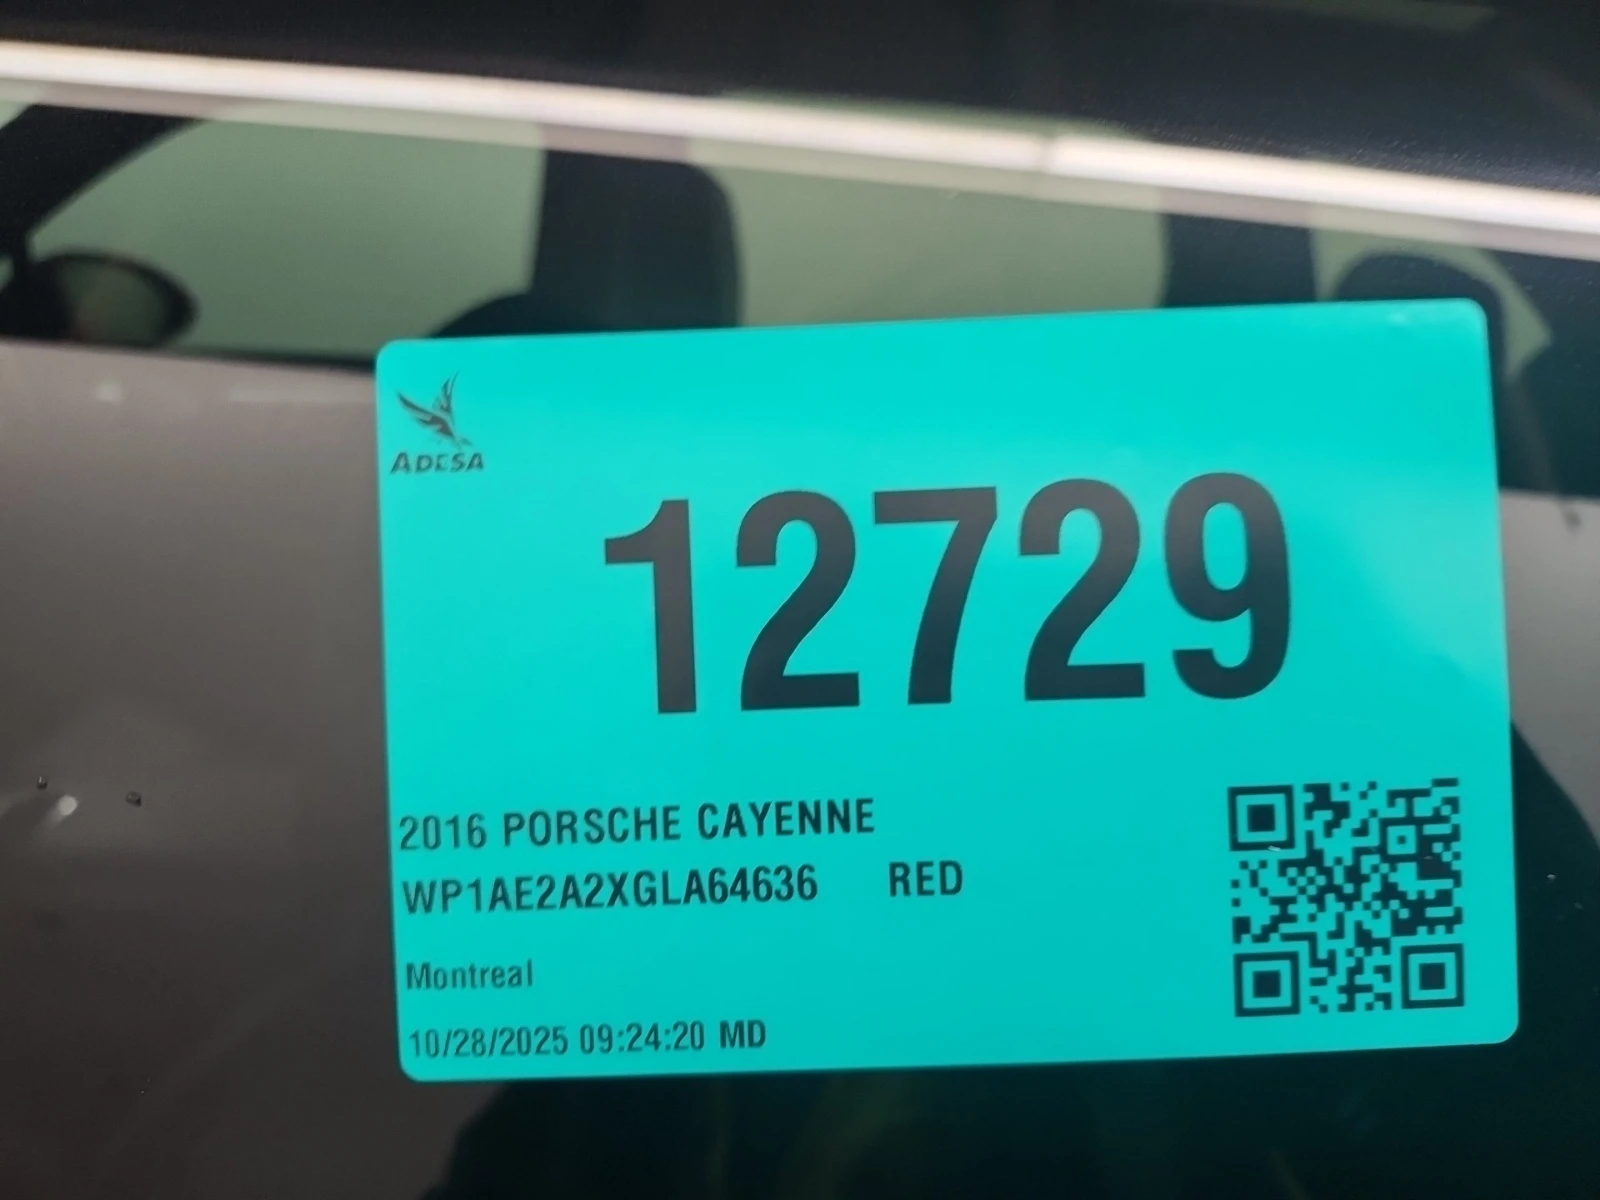 ADESA
12729
2016 PORSCHE CAYENNE
WP1AE2A2XGLA64636 RED
Montreal
10/28/2025 09:24:20 MD